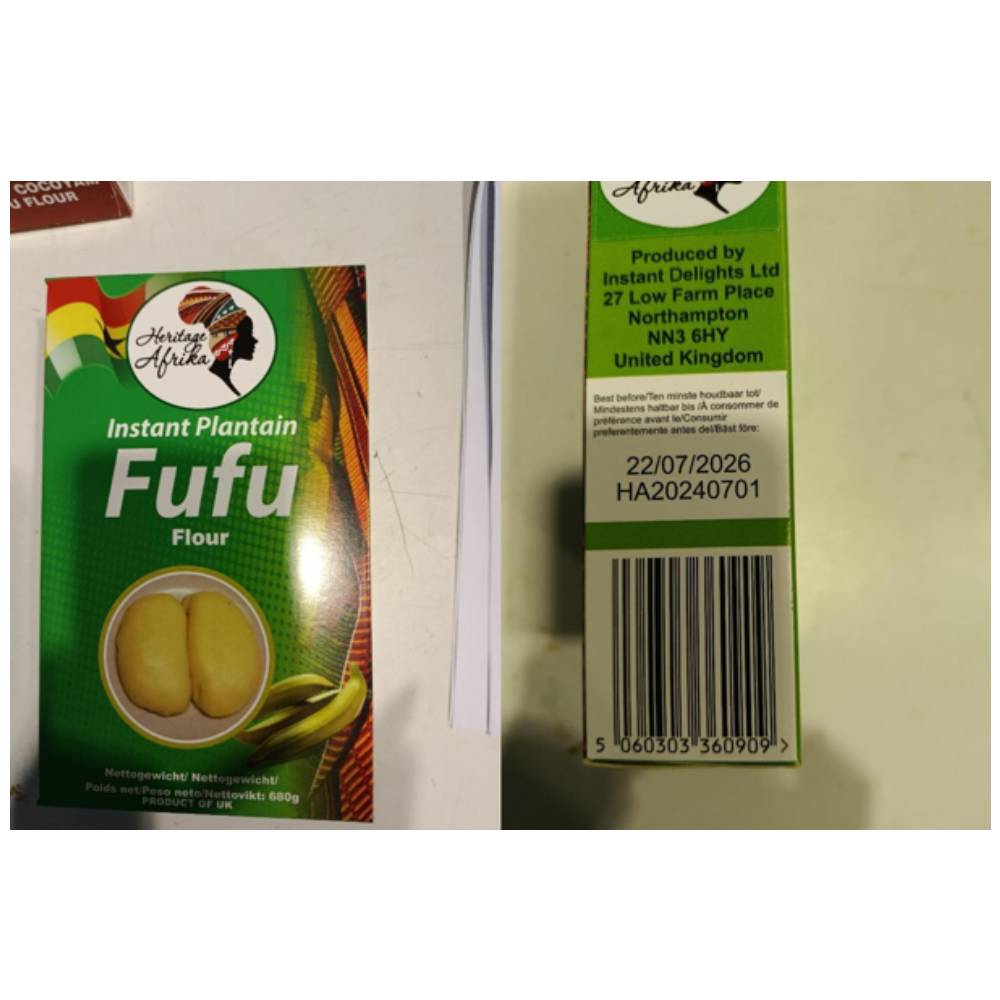 COCOYAM
U FLOUR
Heritage
Afrika
Instant Plantain
Fufu
Flour
Nettogewicht/ Nettogewicht/
Poids net/Peso neto/Nettovikt: 680g
PRODUCT OF UK
Afrika
Produced by
Instant Delights Ltd
27 Low Farm Place
Northampton
NN3 6HY
United Kingdom
Best before/Ten minste houdbaar tot/
Mindestens haltbar bis /À consommer de
préférence avant le/Consumir
preferentemente antes del/Bäst före:
22/07/2026
HA20240701
5 060303 360909 >